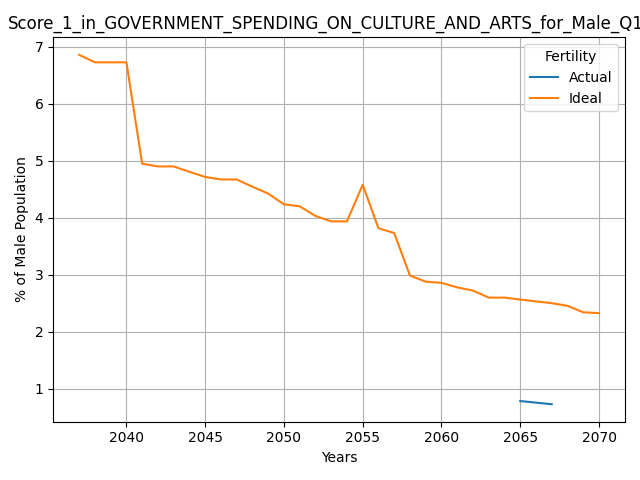 Score_1_in_GOVERNMENT_SPENDING_ON_CULTURE_AND_ARTS_for_Male_Q1
7
6
5
4
3
2
1
% of Male Population
Fertility
Actual
Ideal
2040 2045 2050 2055 2060 2065 2070
Years